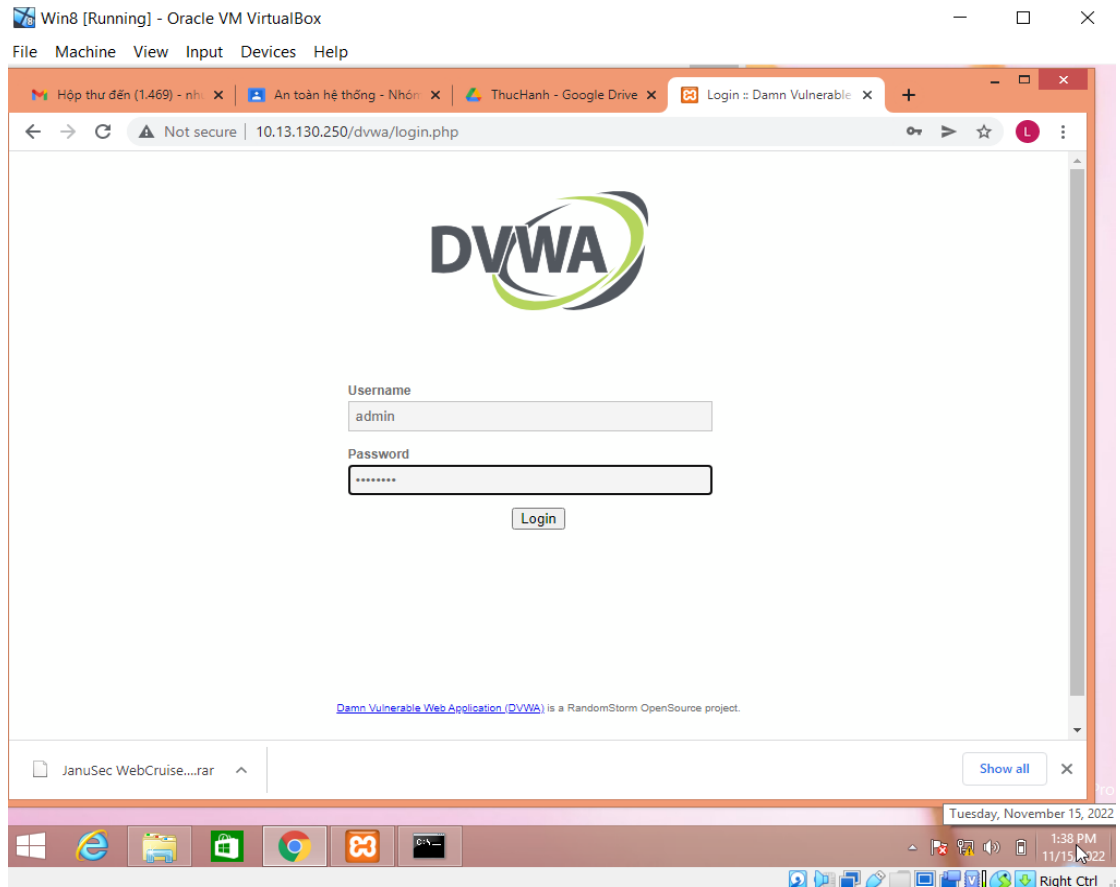 Win8 [Running] - Oracle VM VirtualBox
File Machine View Input Devices Help
Hộp thư đến (1.469) - nh
An toàn hệ thống - Nhóm
ThucHanh - Google Drive
Login :: Damn Vulnerable
Not secure | 10.13.130.250/dvwa/login.php
L
DVWA
Username
admin
Password
••••••••
Login
Damn Vulnerable Web Application (DVWA) is a RandomStorm OpenSource project.
JanuSec WebCruise....rar
Show all
Pro
Tuesday, November 15, 2022
C:\_
1:38 PM
11/15/2022
Right Ctrl